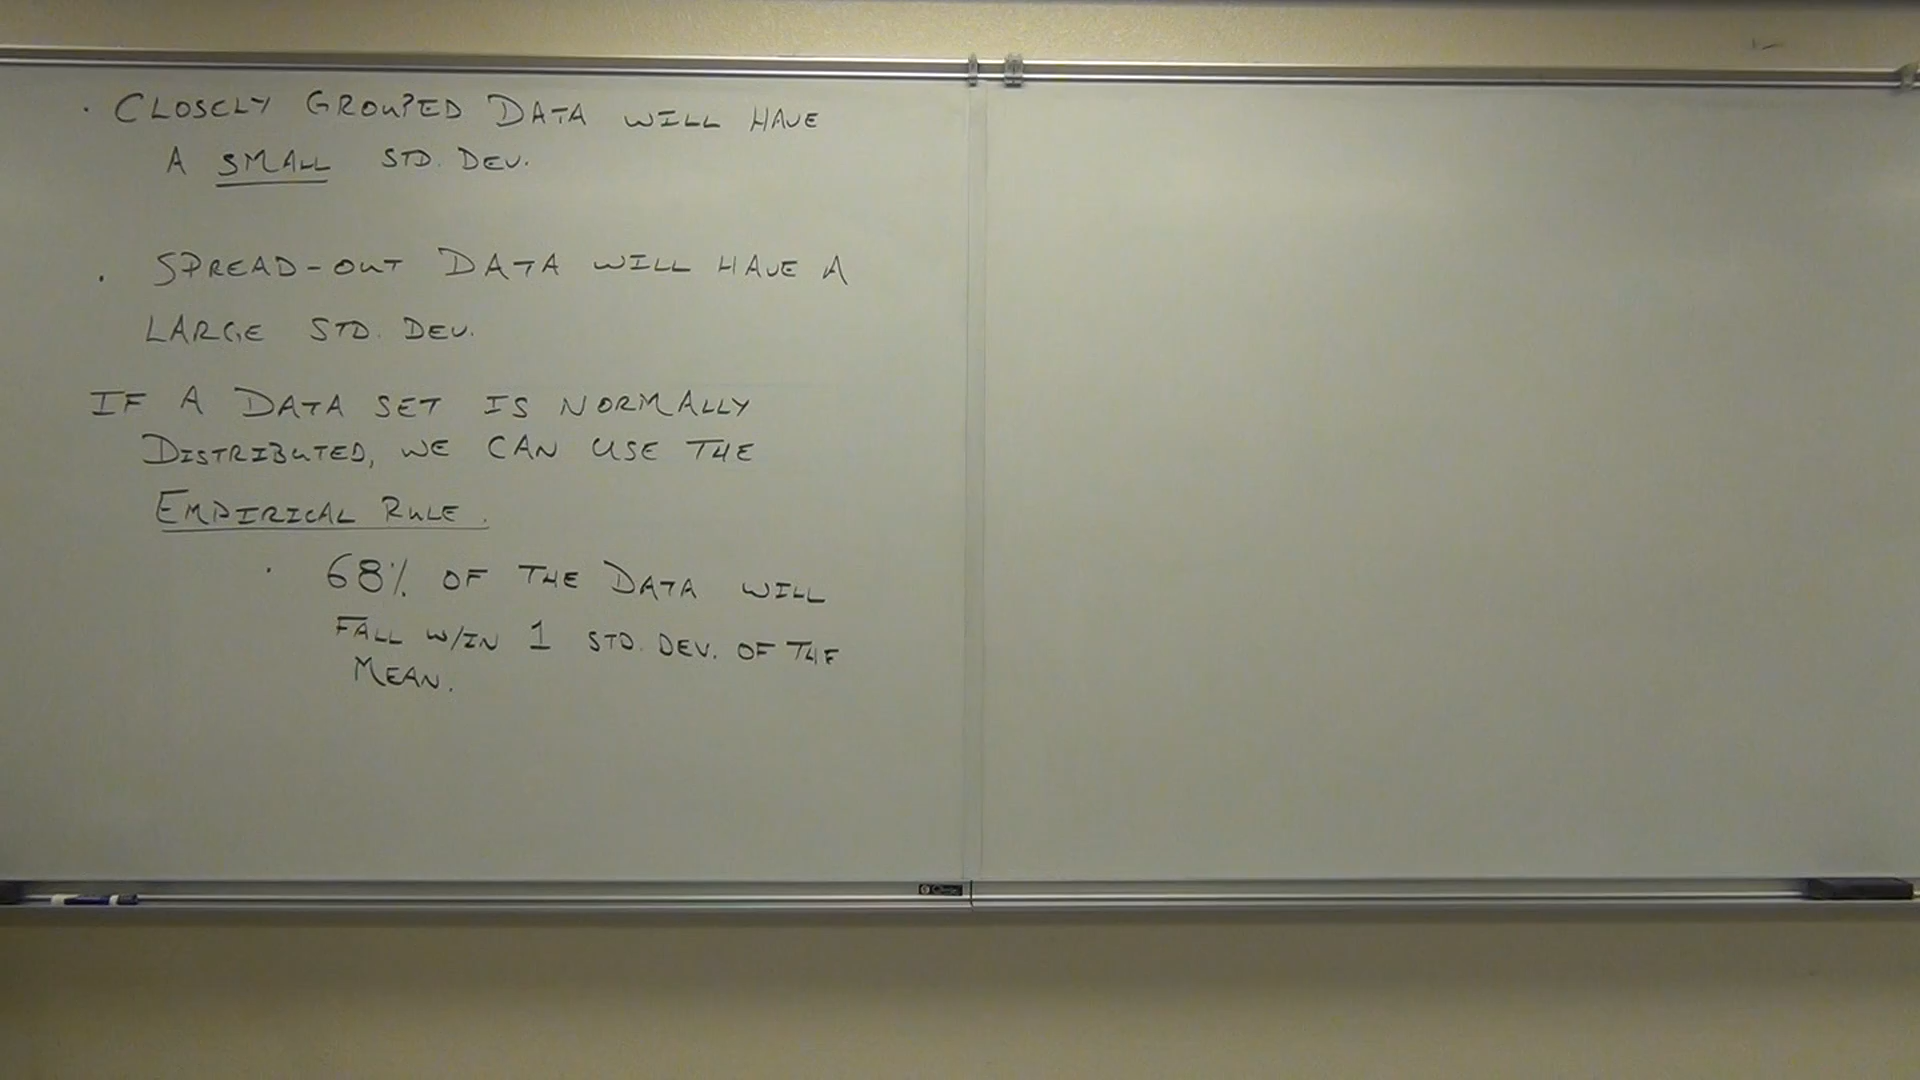 · CLOSELY GROUPED DATA WILL HAVE
A SMALL STD. DEV.
· SPREAD-OUT DATA WILL HAVE A
LARGE STD. DEV.
IF A DATA SET IS NORMALLY
DISTRIBUTED, WE CAN USE THE
EMPIRICAL RULE.
· 68% OF THE DATA WILL
FALL W/IN 1 STD. DEV. OF THE
MEAN.